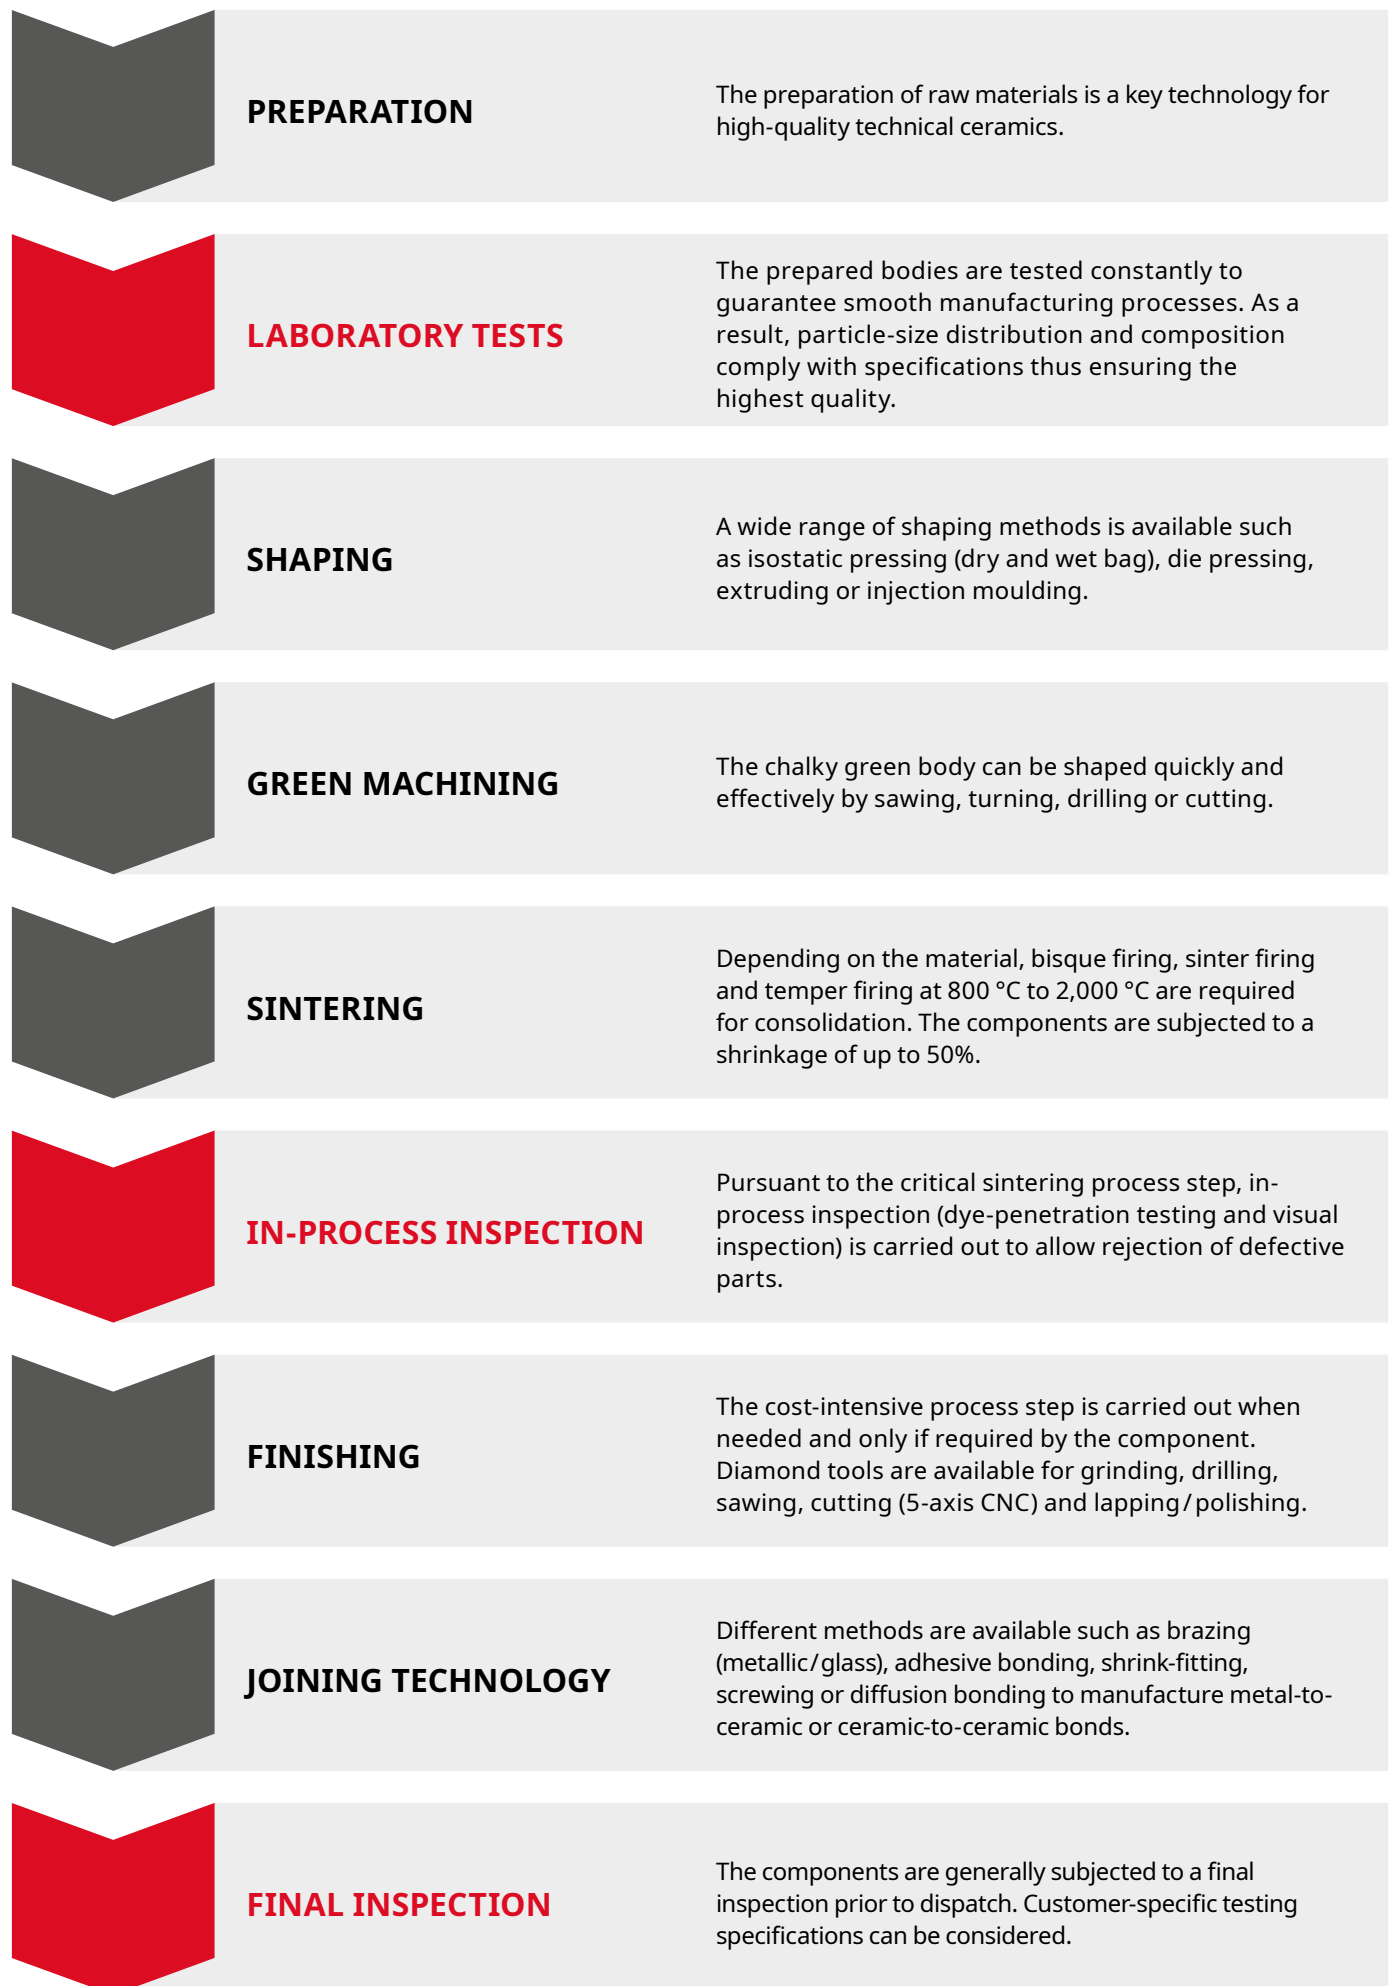 PREPARATION
The preparation of raw materials is a key technology for
high-quality technical ceramics.
LABORATORY TESTS
The prepared bodies are tested constantly to
guarantee smooth manufacturing processes. As a
result, particle-size distribution and composition
comply with specifications thus ensuring the
highest quality.
SHAPING
A wide range of shaping methods is available such
as isostatic pressing (dry and wet bag), die pressing,
extruding or injection moulding.
GREEN MACHINING
The chalky green body can be shaped quickly and
effectively by sawing, turning, drilling or cutting.
SINTERING
Depending on the material, bisque firing, sinter firing
and temper firing at 800 °C to 2,000 °C are required
for consolidation. The components are subjected to a
shrinkage of up to 50%.
IN-PROCESS INSPECTION
Pursuant to the critical sintering process step, in-
process inspection (dye-penetration testing and visual
inspection) is carried out to allow rejection of defective
parts.
FINISHING
The cost-intensive process step is carried out when
needed and only if required by the component.
Diamond tools are available for grinding, drilling,
sawing, cutting (5-axis CNC) and lapping/polishing.
JOINING TECHNOLOGY
Different methods are available such as brazing
(metallic/glass), adhesive bonding, shrink-fitting,
screwing or diffusion bonding to manufacture metal-to-
ceramic or ceramic-to-ceramic bonds.
FINAL INSPECTION
The components are generally subjected to a final
inspection prior to dispatch. Customer-specific testing
specifications can be considered.